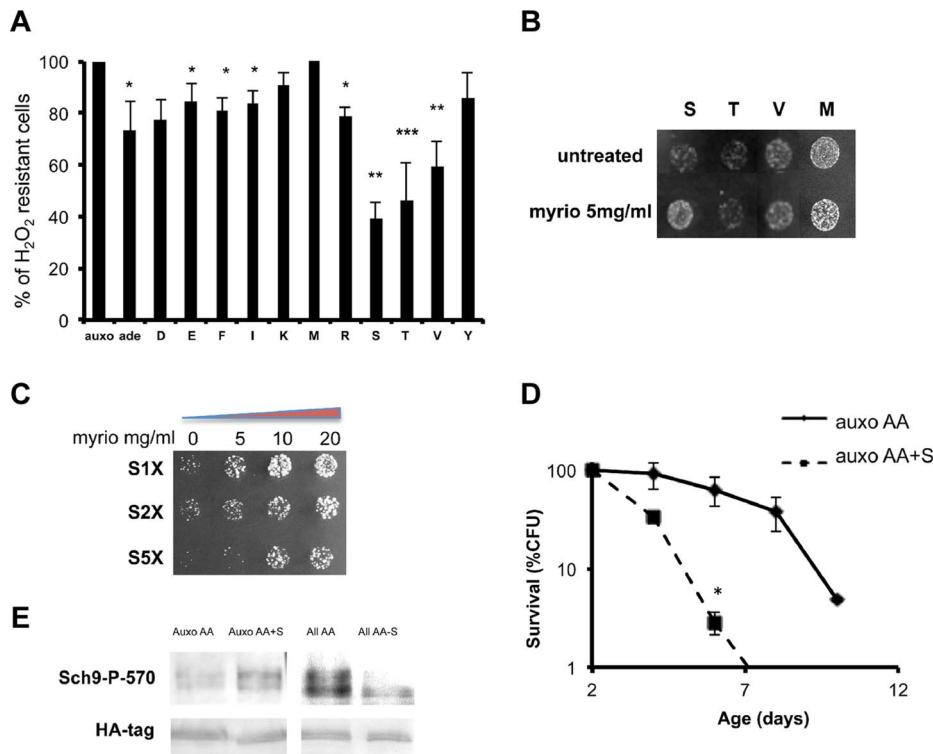 A
% of H2O2 resistant cells
100
80
60
40
20
0
* * * * * ** *** **
auxo ade D E F I K M R S T V Y
B
S T V M
untreated
myrio 5mg/ml
C
myrio mg/ml 0 5 10 20
S1X
S2X
S5X
D
auxo AA
auxo AA+S
Survival (%CFU)
100
10
1
*
2 7 12
Age (days)
E
Auxo AA Auxo AA+S All AA All AA-S
Sch9-P-570
HA-tag